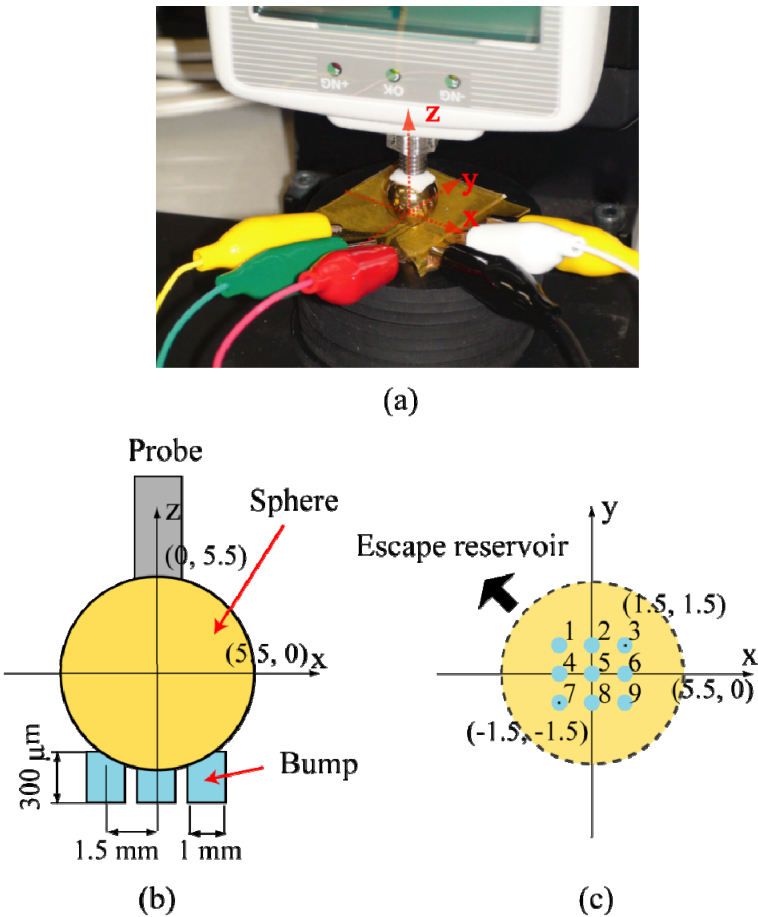 +NG
OK
-NG
z
y
x
(a)
Probe
z
Sphere
(0, 5.5)
(5.5, 0)
x
300 μm
Bump
1.5 mm
1 mm
(b)
y
Escape reservoir
(1.5, 1.5)
1
2
3
x
4
5
6
(5.5, 0)
7
8
9
(-1.5, -1.5)
(c)